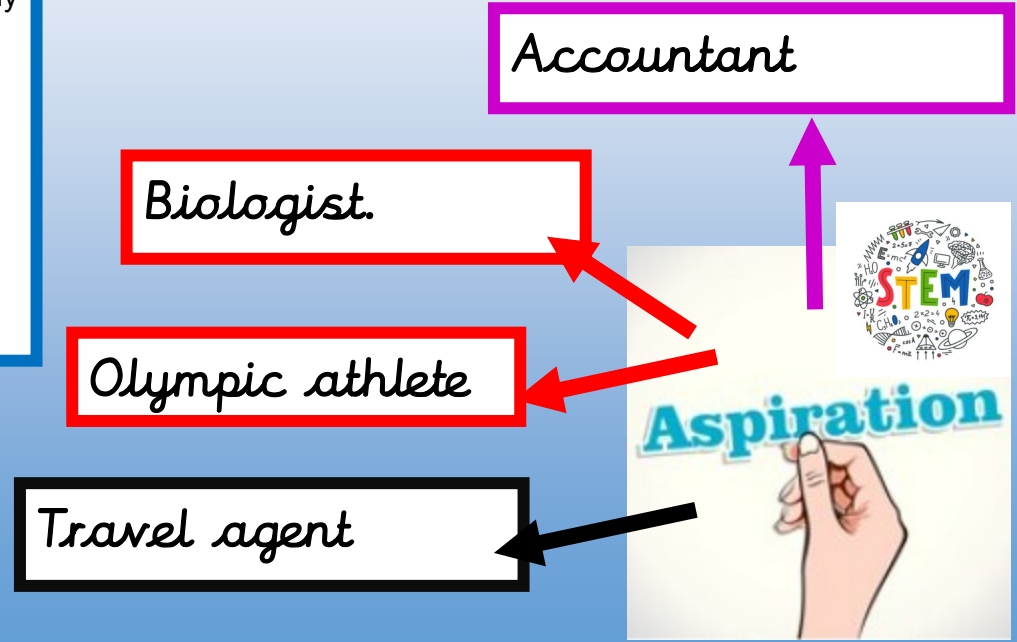 Accountant
Biologist.
STEM
Olympic athlete
Aspiration
Travel agent